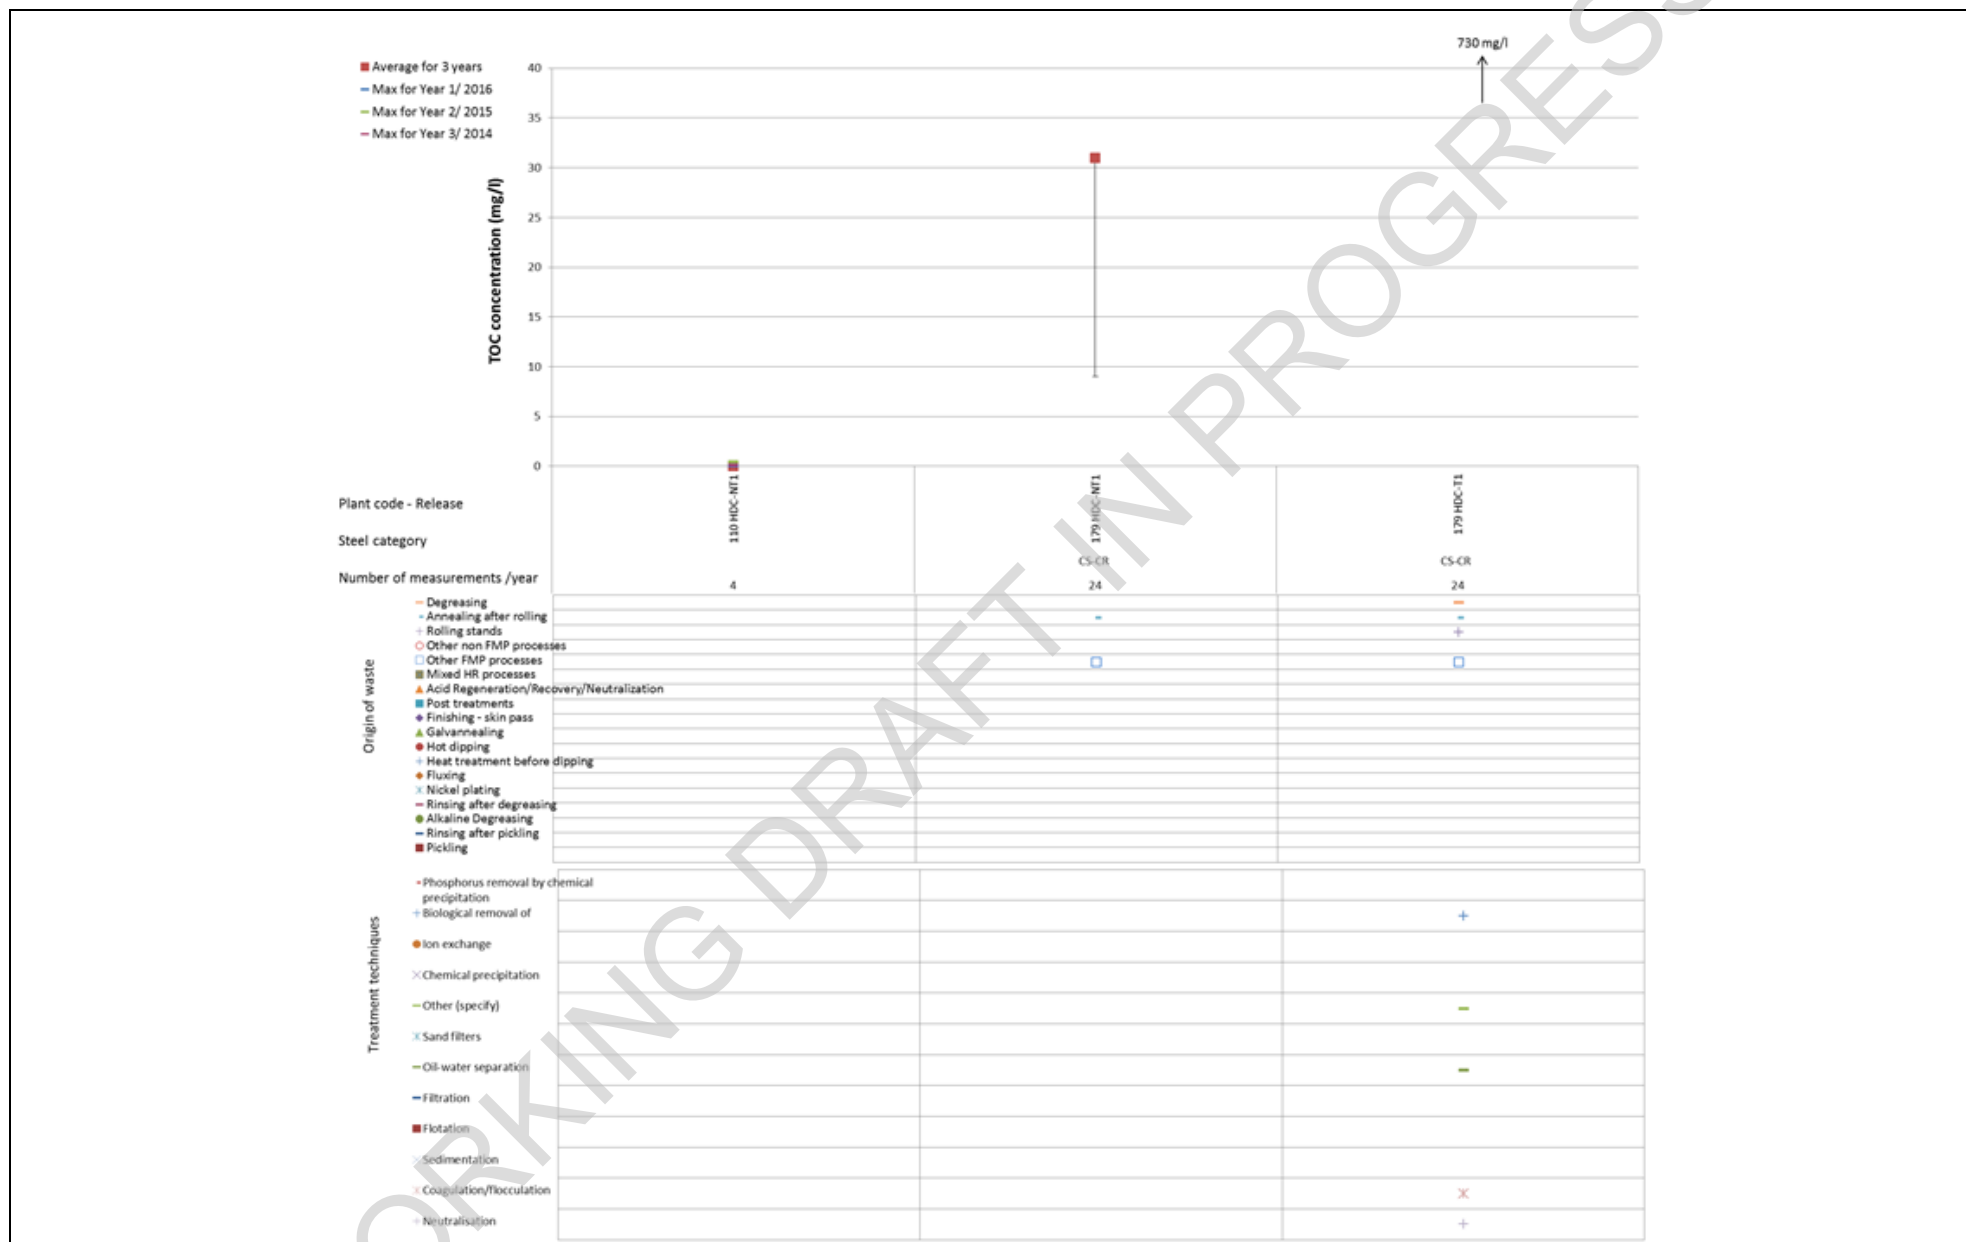 730 mg/l
Average for 3 years
Max for Year 1/ 2016
Max for Year 2/ 2015
Max for Year 3/ 2014
TOC concentration (mg/l)
40
35
30
25
20
15
10
5
0
Plant code - Release
110 HDC-NT1
179 HDC-NT1
179 HDC-T1
Steel category
CS-CR
CS-CR
Number of measurements /year
4
24
24
Origin of waste
Degreasing
Annealing after rolling
Rolling stands
Other non FMP processes
Other FMP processes
Mixed HR processes
Acid Regeneration/Recovery/Neutralization
Post treatments
Finishing - skin pass
Galvannealing
Hot dipping
Heat treatment before dipping
Fluxing
Nickel plating
Rinsing after degreasing
Alkaline Degreasing
Rinsing after pickling
Pickling
Treatment techniques
Phosphorus removal by chemical
precipitation
Biological removal of
Ion exchange
Chemical precipitation
Other (specify)
Sand filters
Oil-water separation
Filtration
Flotation
Sedimentation
Coagulation/flocculation
Neutralisation
ORKING DRAFT IN PROGRESS